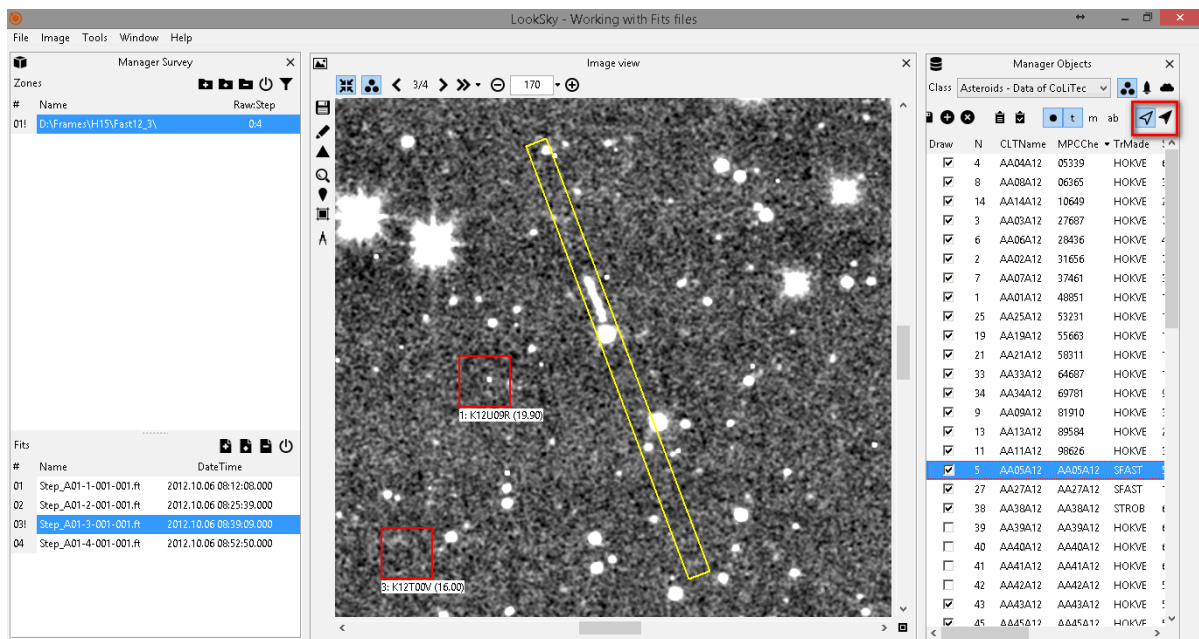 LookSky - Working with Fits files
File Image Tools Window Help
Manager Survey
Zones
# Name Raw:Step
01! D:\Frames\H15\Fast12_3\ 0:4
Fits
# Name DateTime
01 Step_A01-1-001-001.ft 2012.10.06 08:12:08.000
02 Step_A01-2-001-001.ft 2012.10.06 08:25:39.000
03! Step_A01-3-001-001.ft 2012.10.06 08:39:09.000
04 Step_A01-4-001-001.ft 2012.10.06 08:52:50.000
Image view
3/4 170
1: K12U09R (19.90)
3: K12T00V (16.00)
Manager Objects
Class Asteroids - Data of CoLiTec
t m ab
Draw N CLTName MPCChe TrMade
4 AA04A12 05339 HOKVE
8 AA08A12 06365 HOKVE
14 AA14A12 10649 HOKVE
3 AA03A12 27687 HOKVE
6 AA06A12 28436 HOKVE
2 AA02A12 31656 HOKVE
7 AA07A12 37461 HOKVE
1 AA01A12 48851 HOKVE
25 AA25A12 53231 HOKVE
19 AA19A12 55663 HOKVE
21 AA21A12 58311 HOKVE
33 AA33A12 64687 HOKVE
34 AA34A12 69781 HOKVE
9 AA09A12 81910 HOKVE
13 AA13A12 89584 HOKVE
11 AA11A12 98626 HOKVE
5 AA05A12 AA05A12 SFAST
27 AA27A12 AA27A12 SFAST
38 AA38A12 AA38A12 STROB
39 AA39A12 AA39A12 HOKVE
40 AA40A12 AA40A12 HOKVE
41 AA41A12 AA41A12 HOKVE
42 AA42A12 AA42A12 HOKVE
43 AA43A12 AA43A12 HOKVE
45 AA45A12 AA45A12 HOKVE